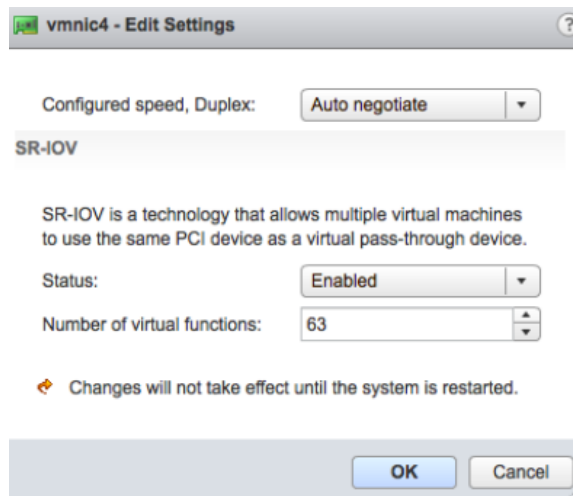 vmnic4 - Edit Settings
?
Configured speed, Duplex: Auto negotiate
SR-IOV
SR-IOV is a technology that allows multiple virtual machines
to use the same PCI device as a virtual pass-through device.
Status: Enabled
Number of virtual functions: 63
Changes will not take effect until the system is restarted.
OK Cancel